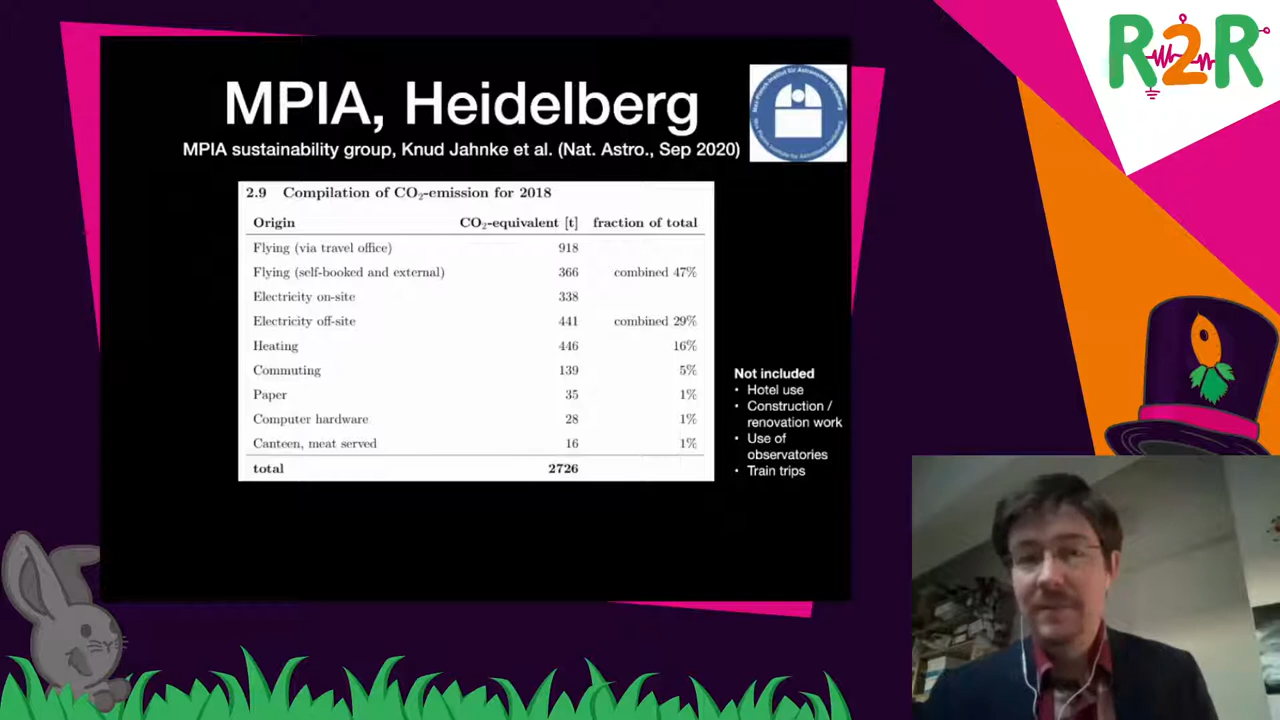 R2R
MPIA, Heidelberg
MPIA sustainability group, Knud Jahnke et al. (Nat. Astro., Sep 2020)
2.9 Compilation of CO₂-emission for 2018
Origin CO₂-equivalent [t] fraction of total
Flying (via travel office) 918
Flying (self-booked and external) 366 combined 47%
Electricity on-site 338
Electricity off-site 441 combined 29%
Heating 446 16%
Commuting 139 5%
Paper 35 1%
Computer hardware 28 1%
Canteen, meat served 16 1%
total 2726
Not included
• Hotel use
• Construction /
renovation work
• Use of
observatories
• Train trips